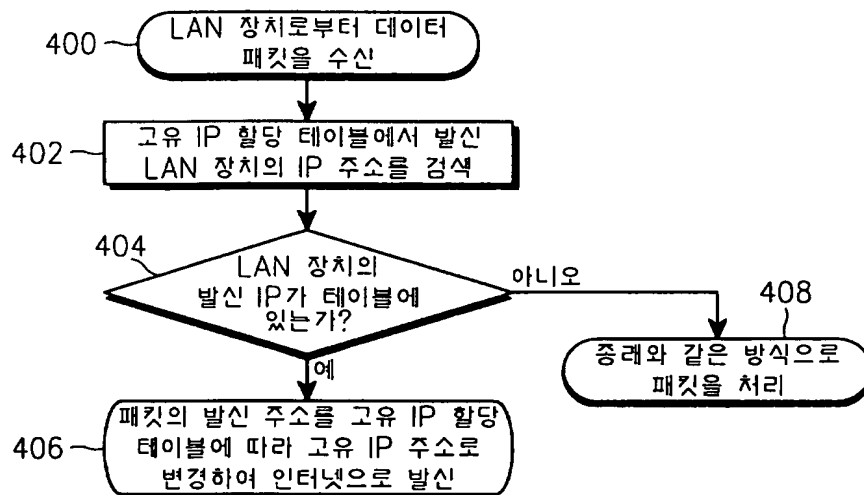 400
LAN 장치로부터 데이터
패킷을 수신
402
고유 IP 할당 테이블에서 발신
LAN 장치의 IP 주소를 검색
404
LAN 장치의
발신 IP가 테이블에
있는가?
아니오
408
종래와 같은 방식으로
패킷을 처리
예
406
패킷의 발신 주소를 고유 IP 할당
테이블에 따라 고유 IP 주소로
변경하여 인터넷으로 발신